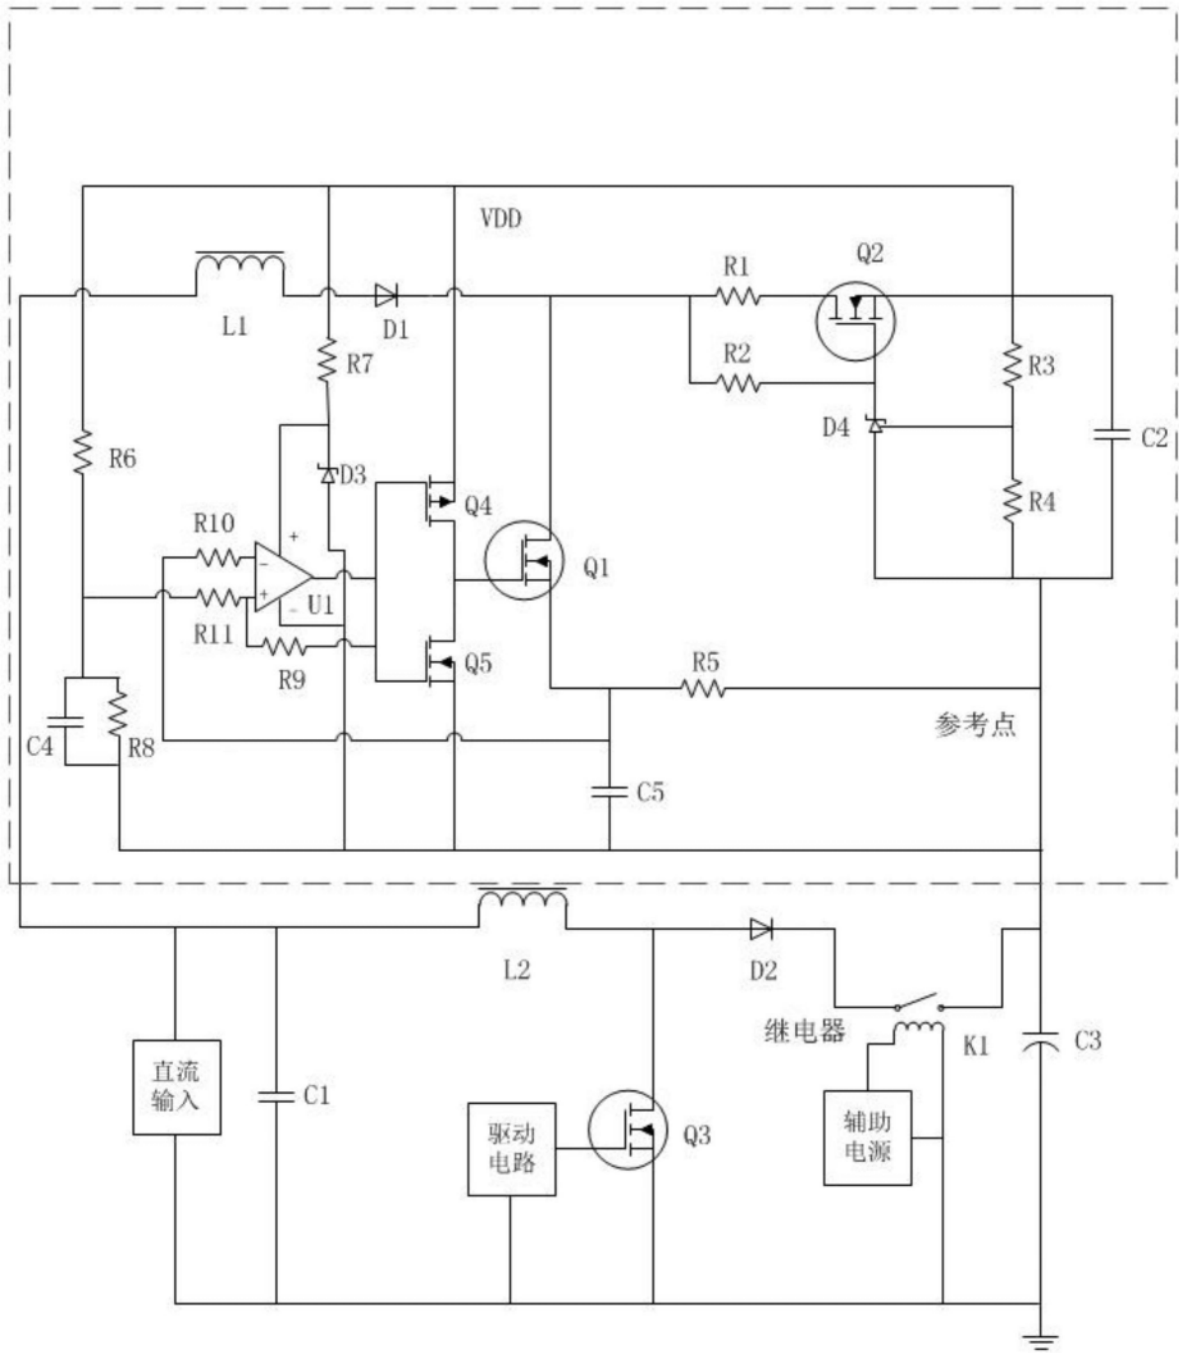 VDD
Q2
R1
L1
D1
R7
R2
R3
D4
C2
R6
D3
R4
Q4
R10
+
−
Q1
+
−
U1
R11
R9
Q5
R5
参考点
C4
R8
C5
L2
D2
继电器
K1
C3
直流
输入
C1
驱动
电路
Q3
辅助
电源